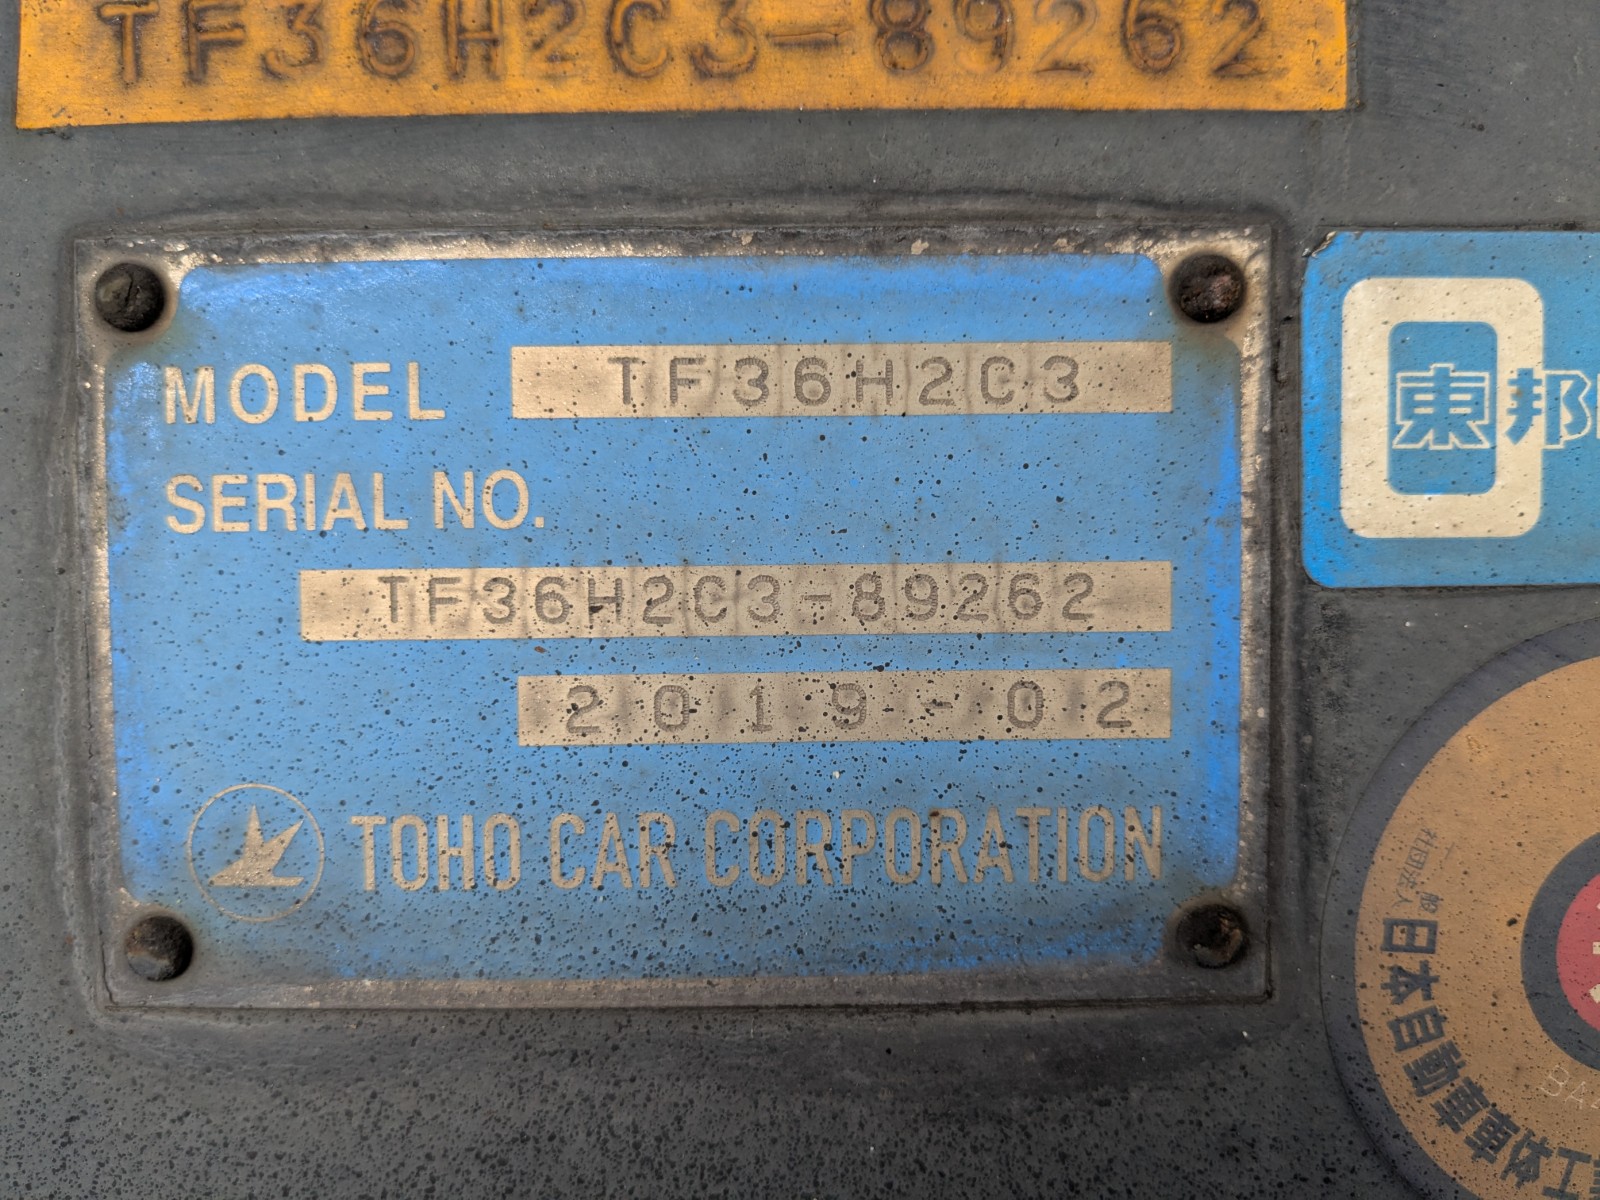 TF36H2C3-89262
MODEL TF36H2C3
SERIAL NO.
TF36H2C3-89262
2019-02
TOHO CAR CORPORATION
東邦
日本自動車車体工